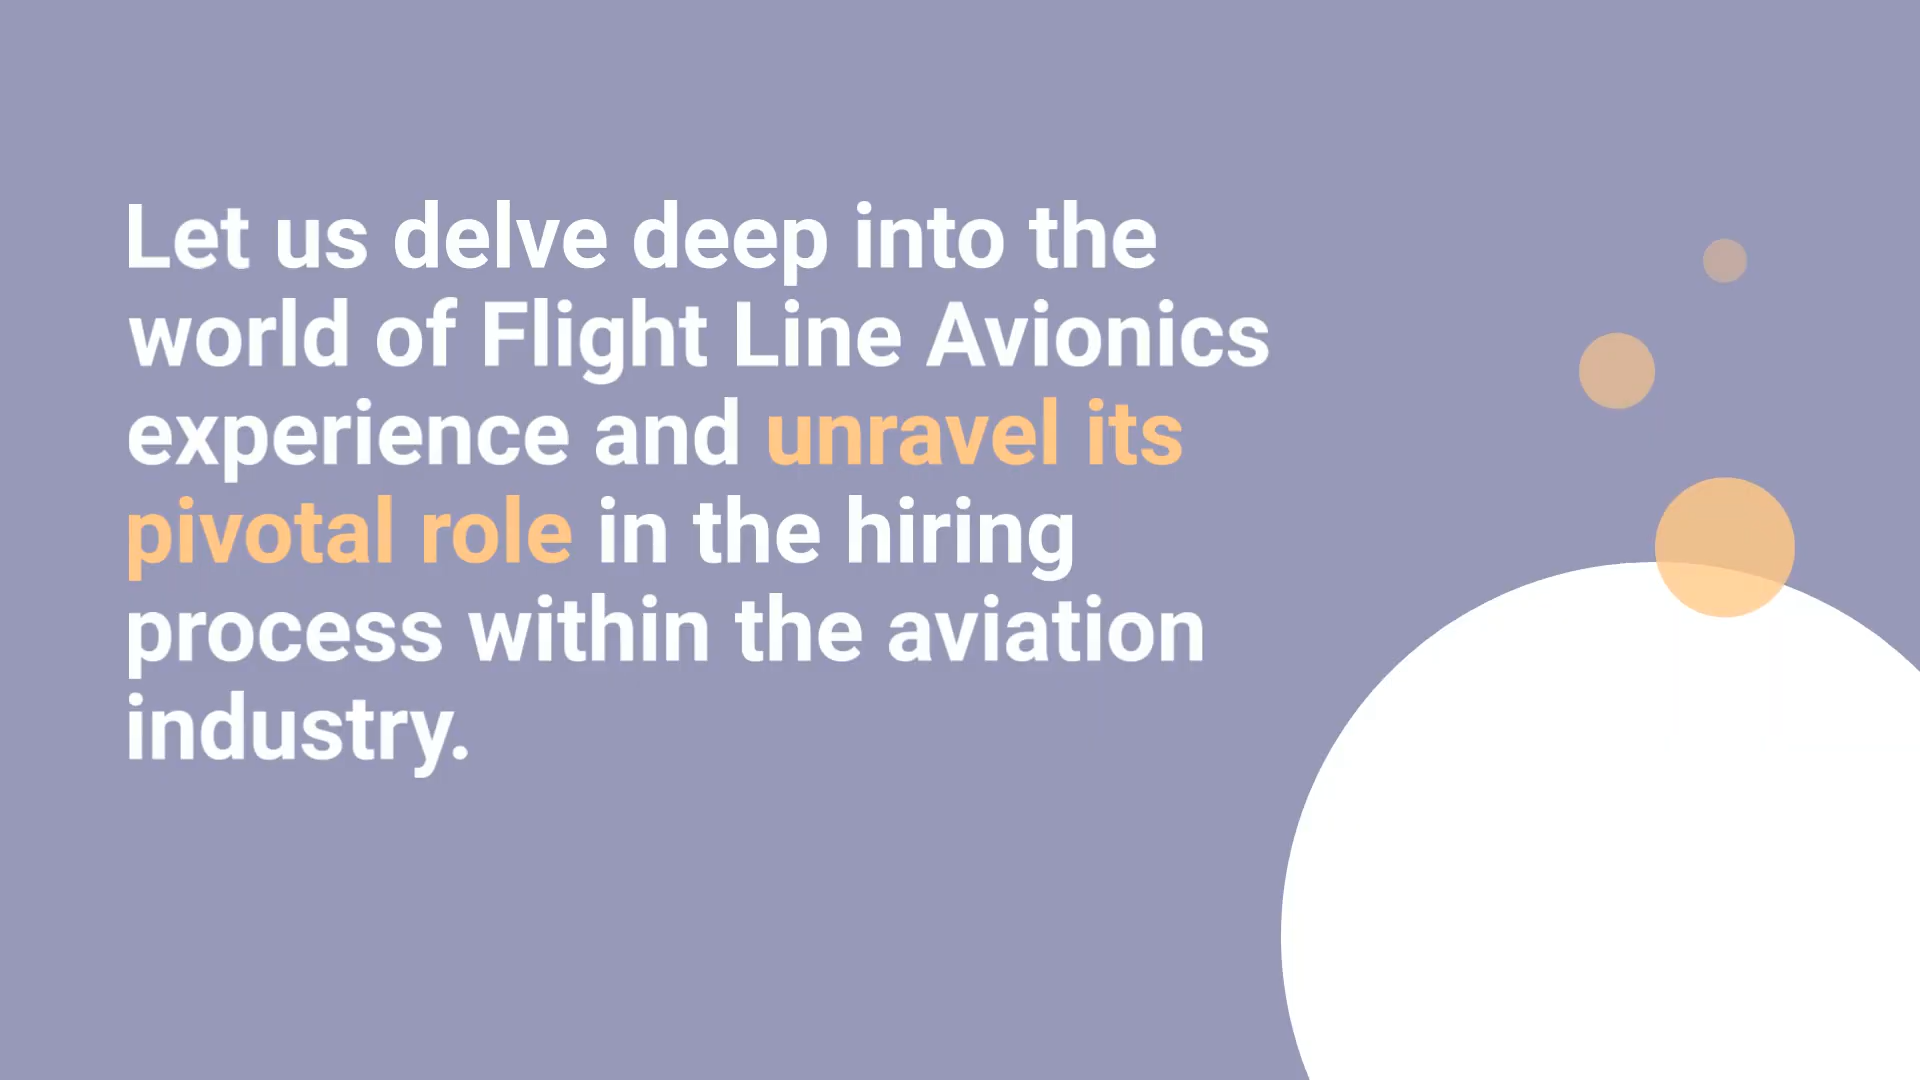 Let us delve deep into the
world of Flight Line Avionics
experience and unravel its
pivotal role in the hiring
process within the aviation
industry.